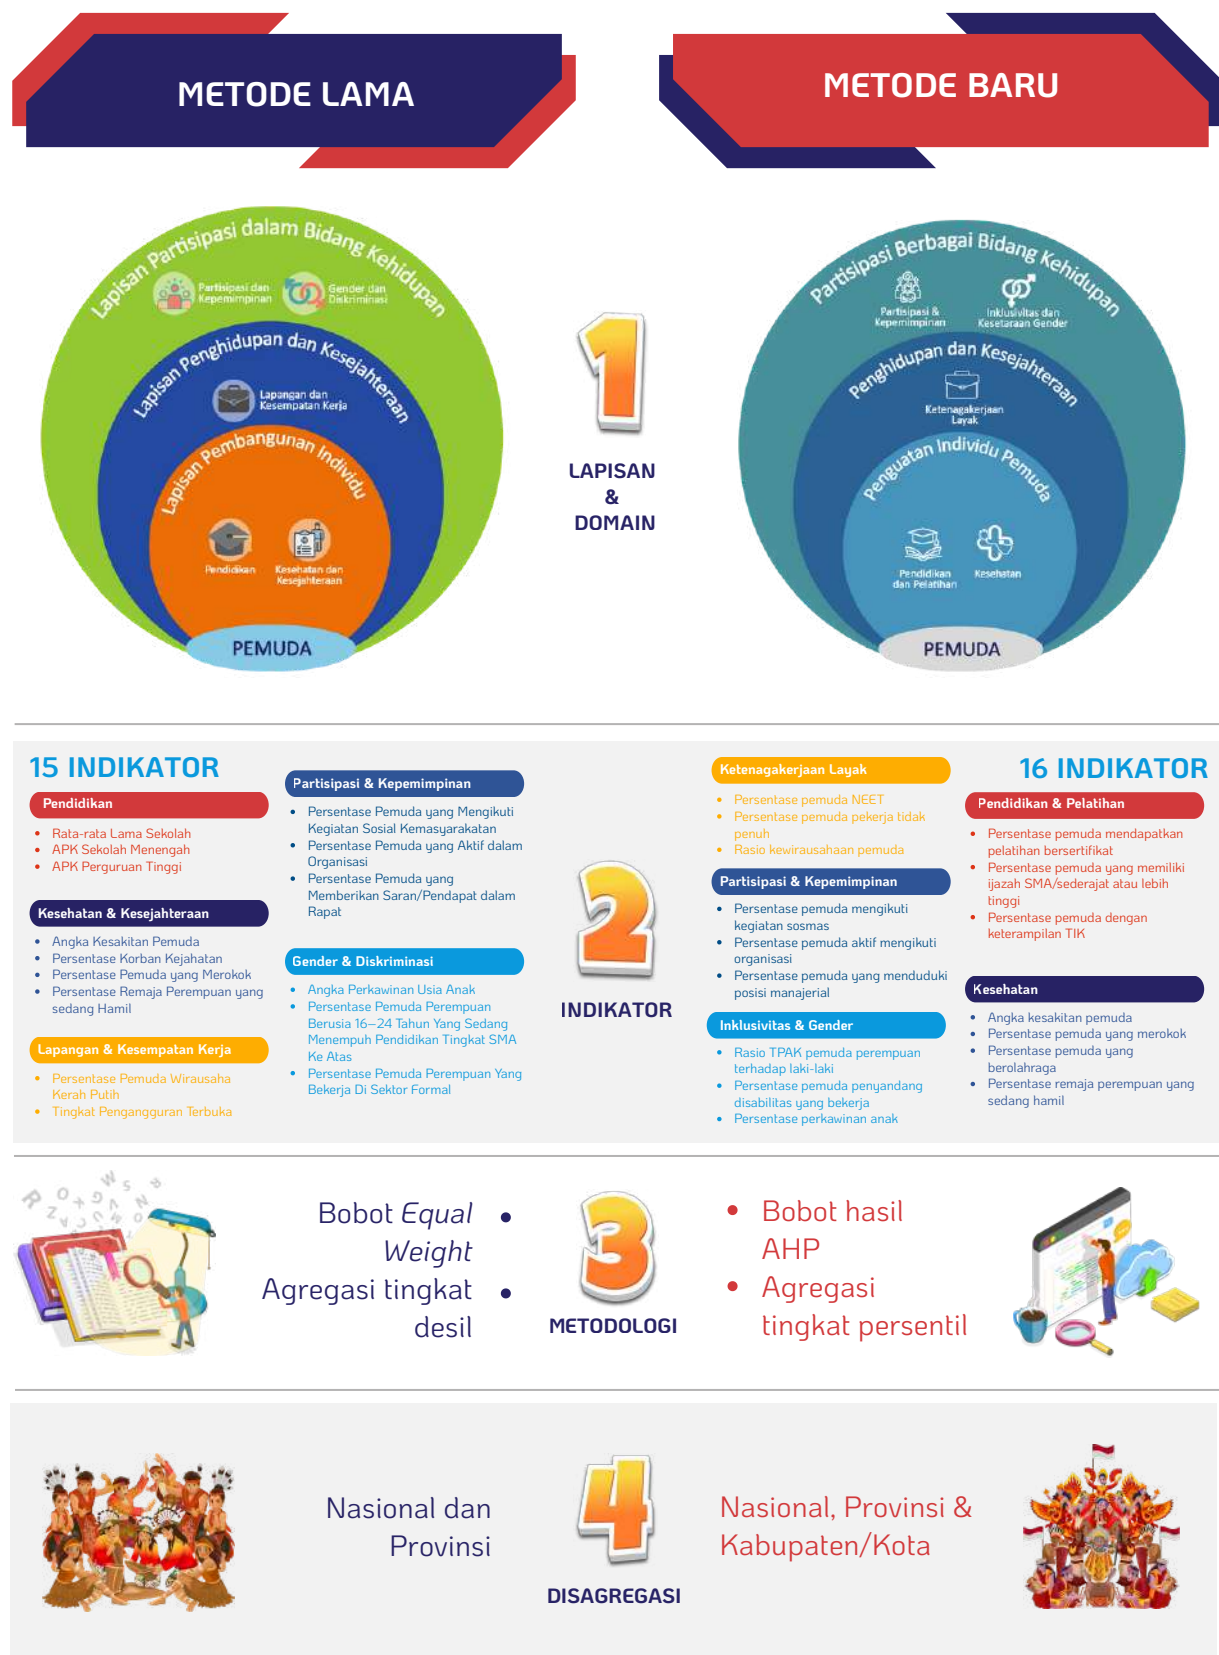 METODE LAMA
METODE BARU
Lapisan Partisipasi dalam Bidang Kehidupan
Partisipasi dan
Kepemimpinan
Gender dan
Diskriminasi
Lapisan Penghidupan dan Kesejahteraan
Lapangan dan
Kesempatan Kerja
Lapisan Pembangunan Individu
Pendidikan
Kesehatan dan
Kesejahteraan
PEMUDA
1
LAPISAN
&
DOMAIN
Partisipasi Berbagai Bidang Kehidupan
Partisipasi &
Kepemimpinan
Inklusivitas dan
Kesetaraan Gender
Penghidupan dan Kesejahteraan
Ketenagakerjaan
Layak
Penguatan Individu Pemuda
Pendidikan
dan Pelatihan
Kesehatan
PEMUDA
15 INDIKATOR
Pendidikan
• Rata-rata Lama Sekolah
• APK Sekolah Menengah
• APK Perguruan Tinggi
Kesehatan & Kesejahteraan
• Angka Kesakitan Pemuda
• Persentase Korban Kejahatan
• Persentase Pemuda yang Merokok
• Persentase Remaja Perempuan yang
sedang Hamil
Lapangan & Kesempatan Kerja
• Persentase Pemuda Wirausaha
Kerah Putih
• Tingkat Pengangguran Terbuka
Partisipasi & Kepemimpinan
• Persentase Pemuda yang Mengikuti
Kegiatan Sosial Kemasyarakatan
• Persentase Pemuda yang Aktif dalam
Organisasi
• Persentase Pemuda yang
Memberikan Saran/Pendapat dalam
Rapat
Gender & Diskriminasi
• Angka Perkawinan Usia Anak
• Persentase Pemuda Perempuan
Berusia 16–24 Tahun Yang Sedang
Menempuh Pendidikan Tingkat SMA
Ke Atas
• Persentase Pemuda Perempuan Yang
Bekerja Di Sektor Formal
2
INDIKATOR
Ketenagakerjaan Layak
• Persentase pemuda NEET
• Persentase pemuda pekerja tidak
penuh
• Rasio kewirausahaan pemuda
Partisipasi & Kepemimpinan
• Persentase pemuda mengikuti
kegiatan sosmas
• Persentase pemuda aktif mengikuti
organisasi
• Persentase pemuda yang menduduki
posisi manajerial
Inklusivitas & Gender
• Rasio TPAK pemuda perempuan
terhadap laki-laki
• Persentase pemuda penyandang
disabilitas yang bekerja
• Persentase perkawinan anak
16 INDIKATOR
Pendidikan & Pelatihan
• Persentase pemuda mendapatkan
pelatihan bersertifikat
• Persentase pemuda yang memiliki
ijazah SMA/sederajat atau lebih
tinggi
• Persentase pemuda dengan
keterampilan TIK
Kesehatan
• Angka kesakitan pemuda
• Persentase pemuda yang merokok
• Persentase pemuda yang
berolahraga
• Persentase remaja perempuan yang
sedang hamil
Bobot Equal •
Weight
Agregasi tingkat •
desil
3
METODOLOGI
• Bobot hasil
AHP
• Agregasi
tingkat persentil
Nasional dan
Provinsi
4
DISAGREGASI
Nasional, Provinsi &
Kabupaten/Kota